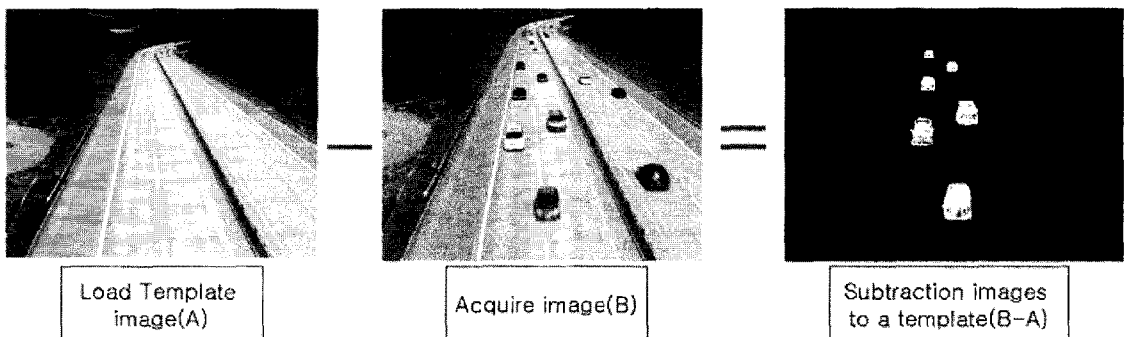 Load Template
image(A)
Acquire image(B)
Subtraction images
to a template(B-A)